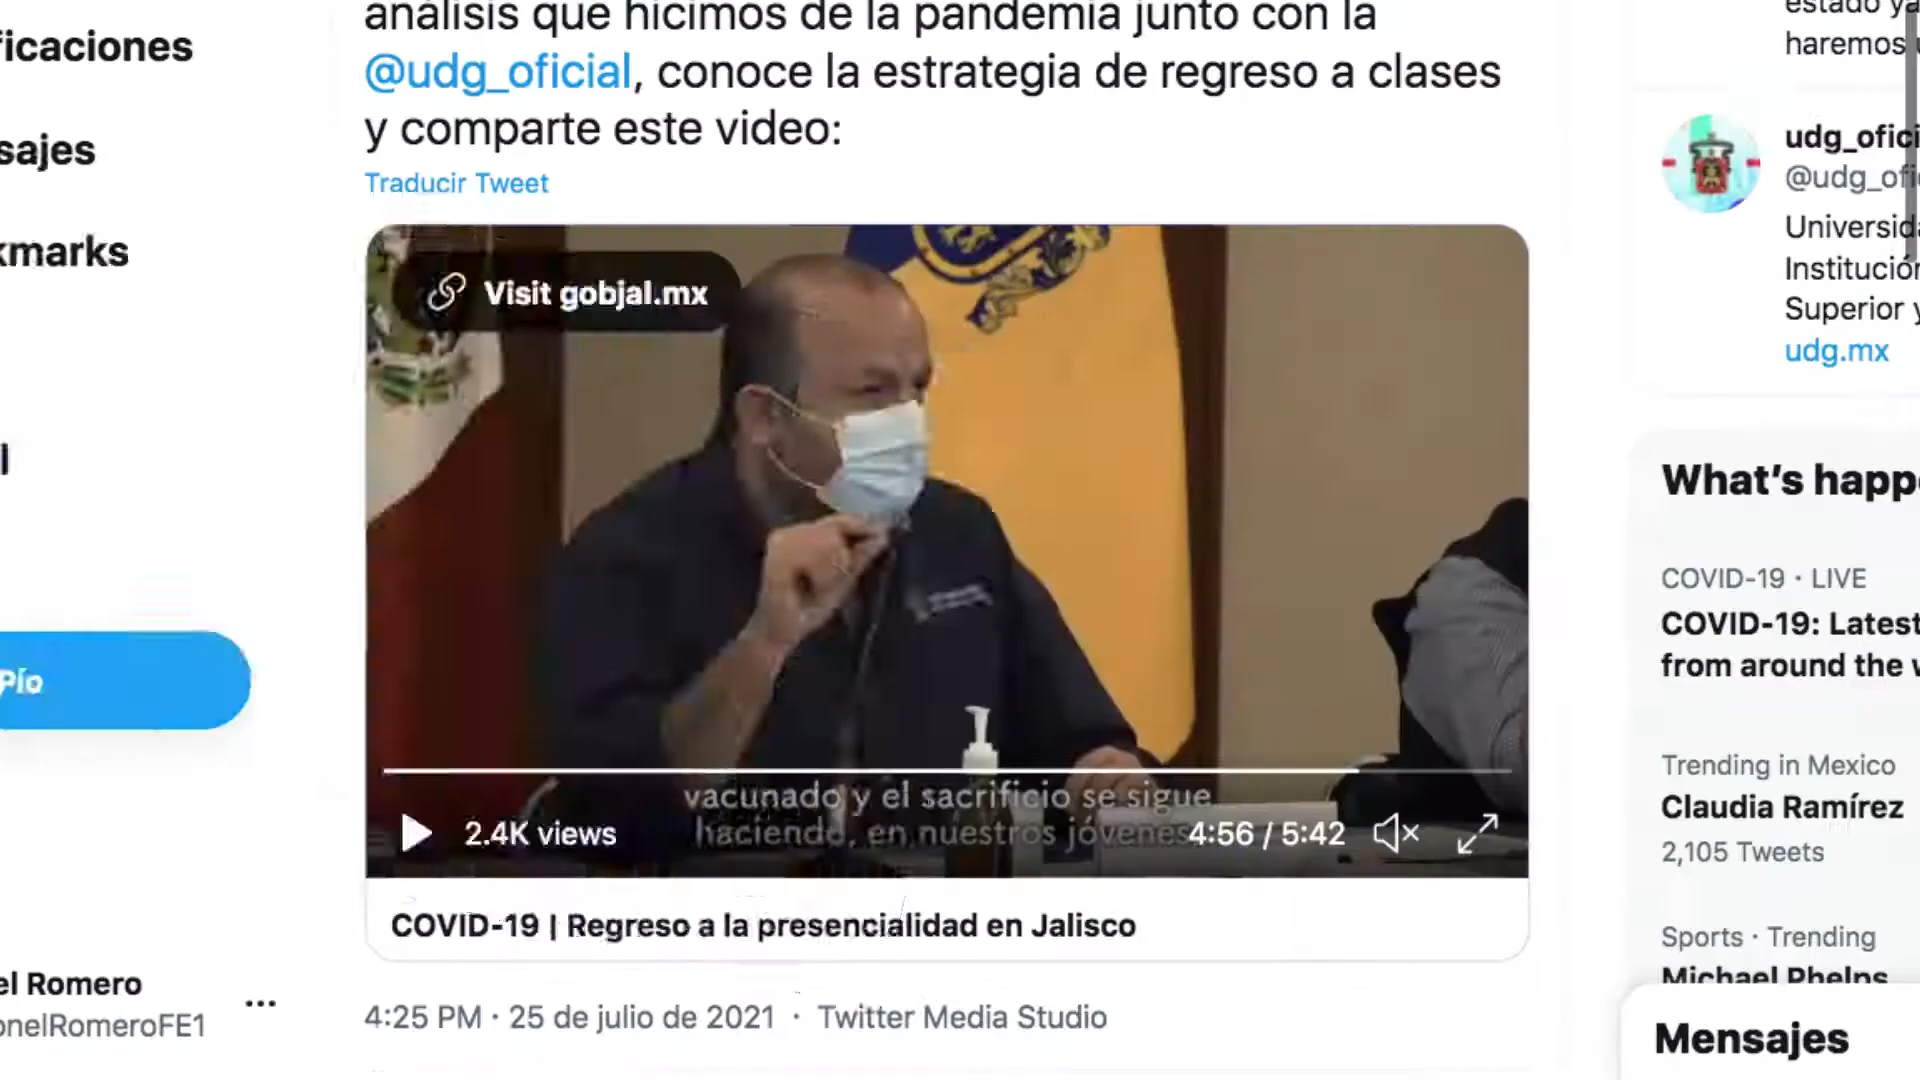 ficaciones
sajes
kmarks
Pío
el Romero
onelRomeroFE1
...
análisis que hicimos de la pandemia junto con la
@udg_oficial, conoce la estrategia de regreso a clases
y comparte este video:
Traducir Tweet
Visit gobjal.mx
vacunado y el sacrificio se sigue
haciendo, en nuestros jóvenes
2.4K views
4:56 / 5:42
COVID-19 | Regreso a la presencialidad en Jalisco
4:25 PM · 25 de julio de 2021 · Twitter Media Studio
estado ya
haremos
udg_ofici
@udg_ofi
Universida
Institución
Superior y
udg.mx
What's happe
COVID-19 · LIVE
COVID-19: Latest
from around the w
Trending in Mexico
Claudia Ramírez
2,105 Tweets
Sports · Trending
Michael Phelps
Mensajes